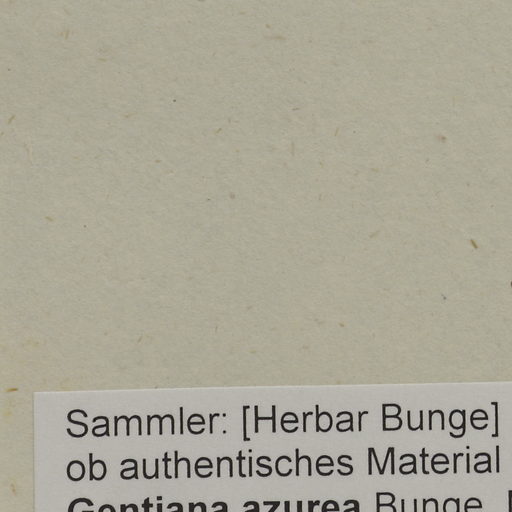 Sammler: [Herbar Bunge]
ob authentisches Material
Gentiana azurea Bunge,